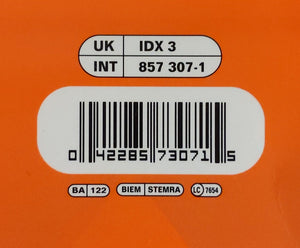 UK IDX 3
INT 857 307-1
0 42285 73071 5
BA 122 BIEM STEMRA LC 7654